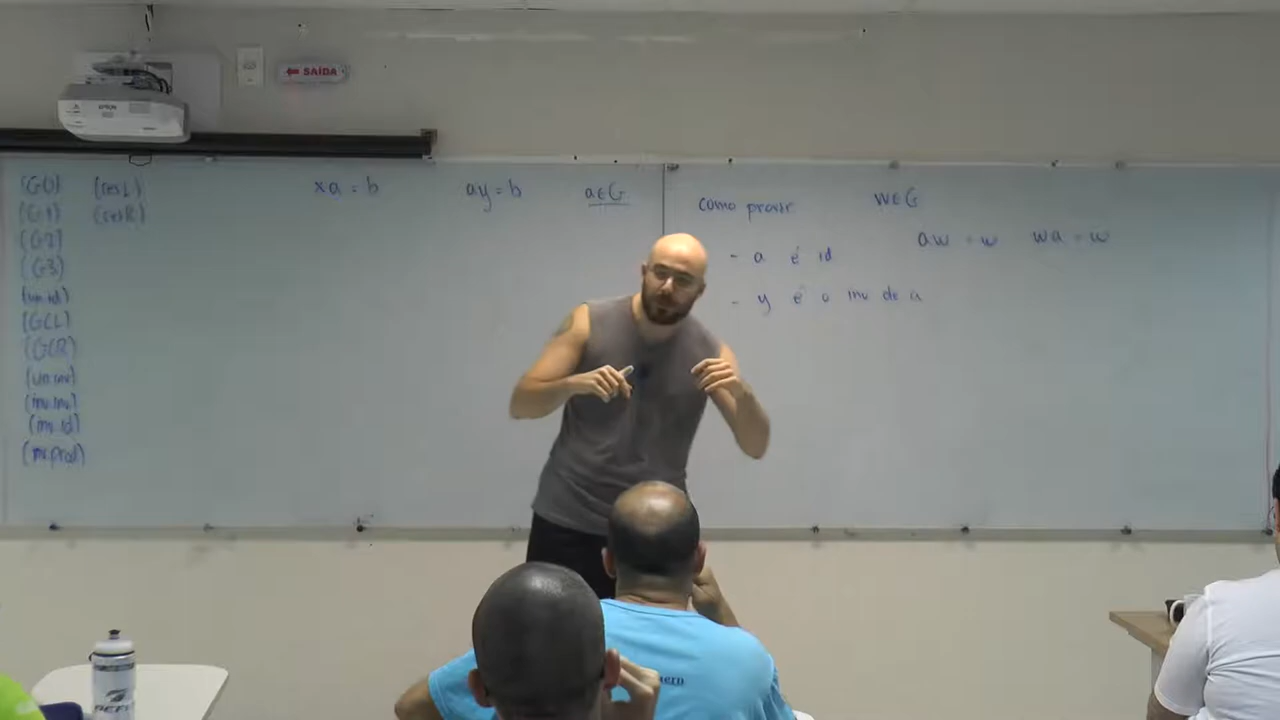 EPSON
SAÍDA
(G0) (resL)
(G1) (resR)
(G2)
(G3)
(un.id)
(GCL)
(GCR)
(un.inv)
(inv.inv)
(inv.id)
(inv.prod)
xa = b ay = b a∈G
como provar w∈G
aw = w wa = w
- a é id
- y é o inv de a